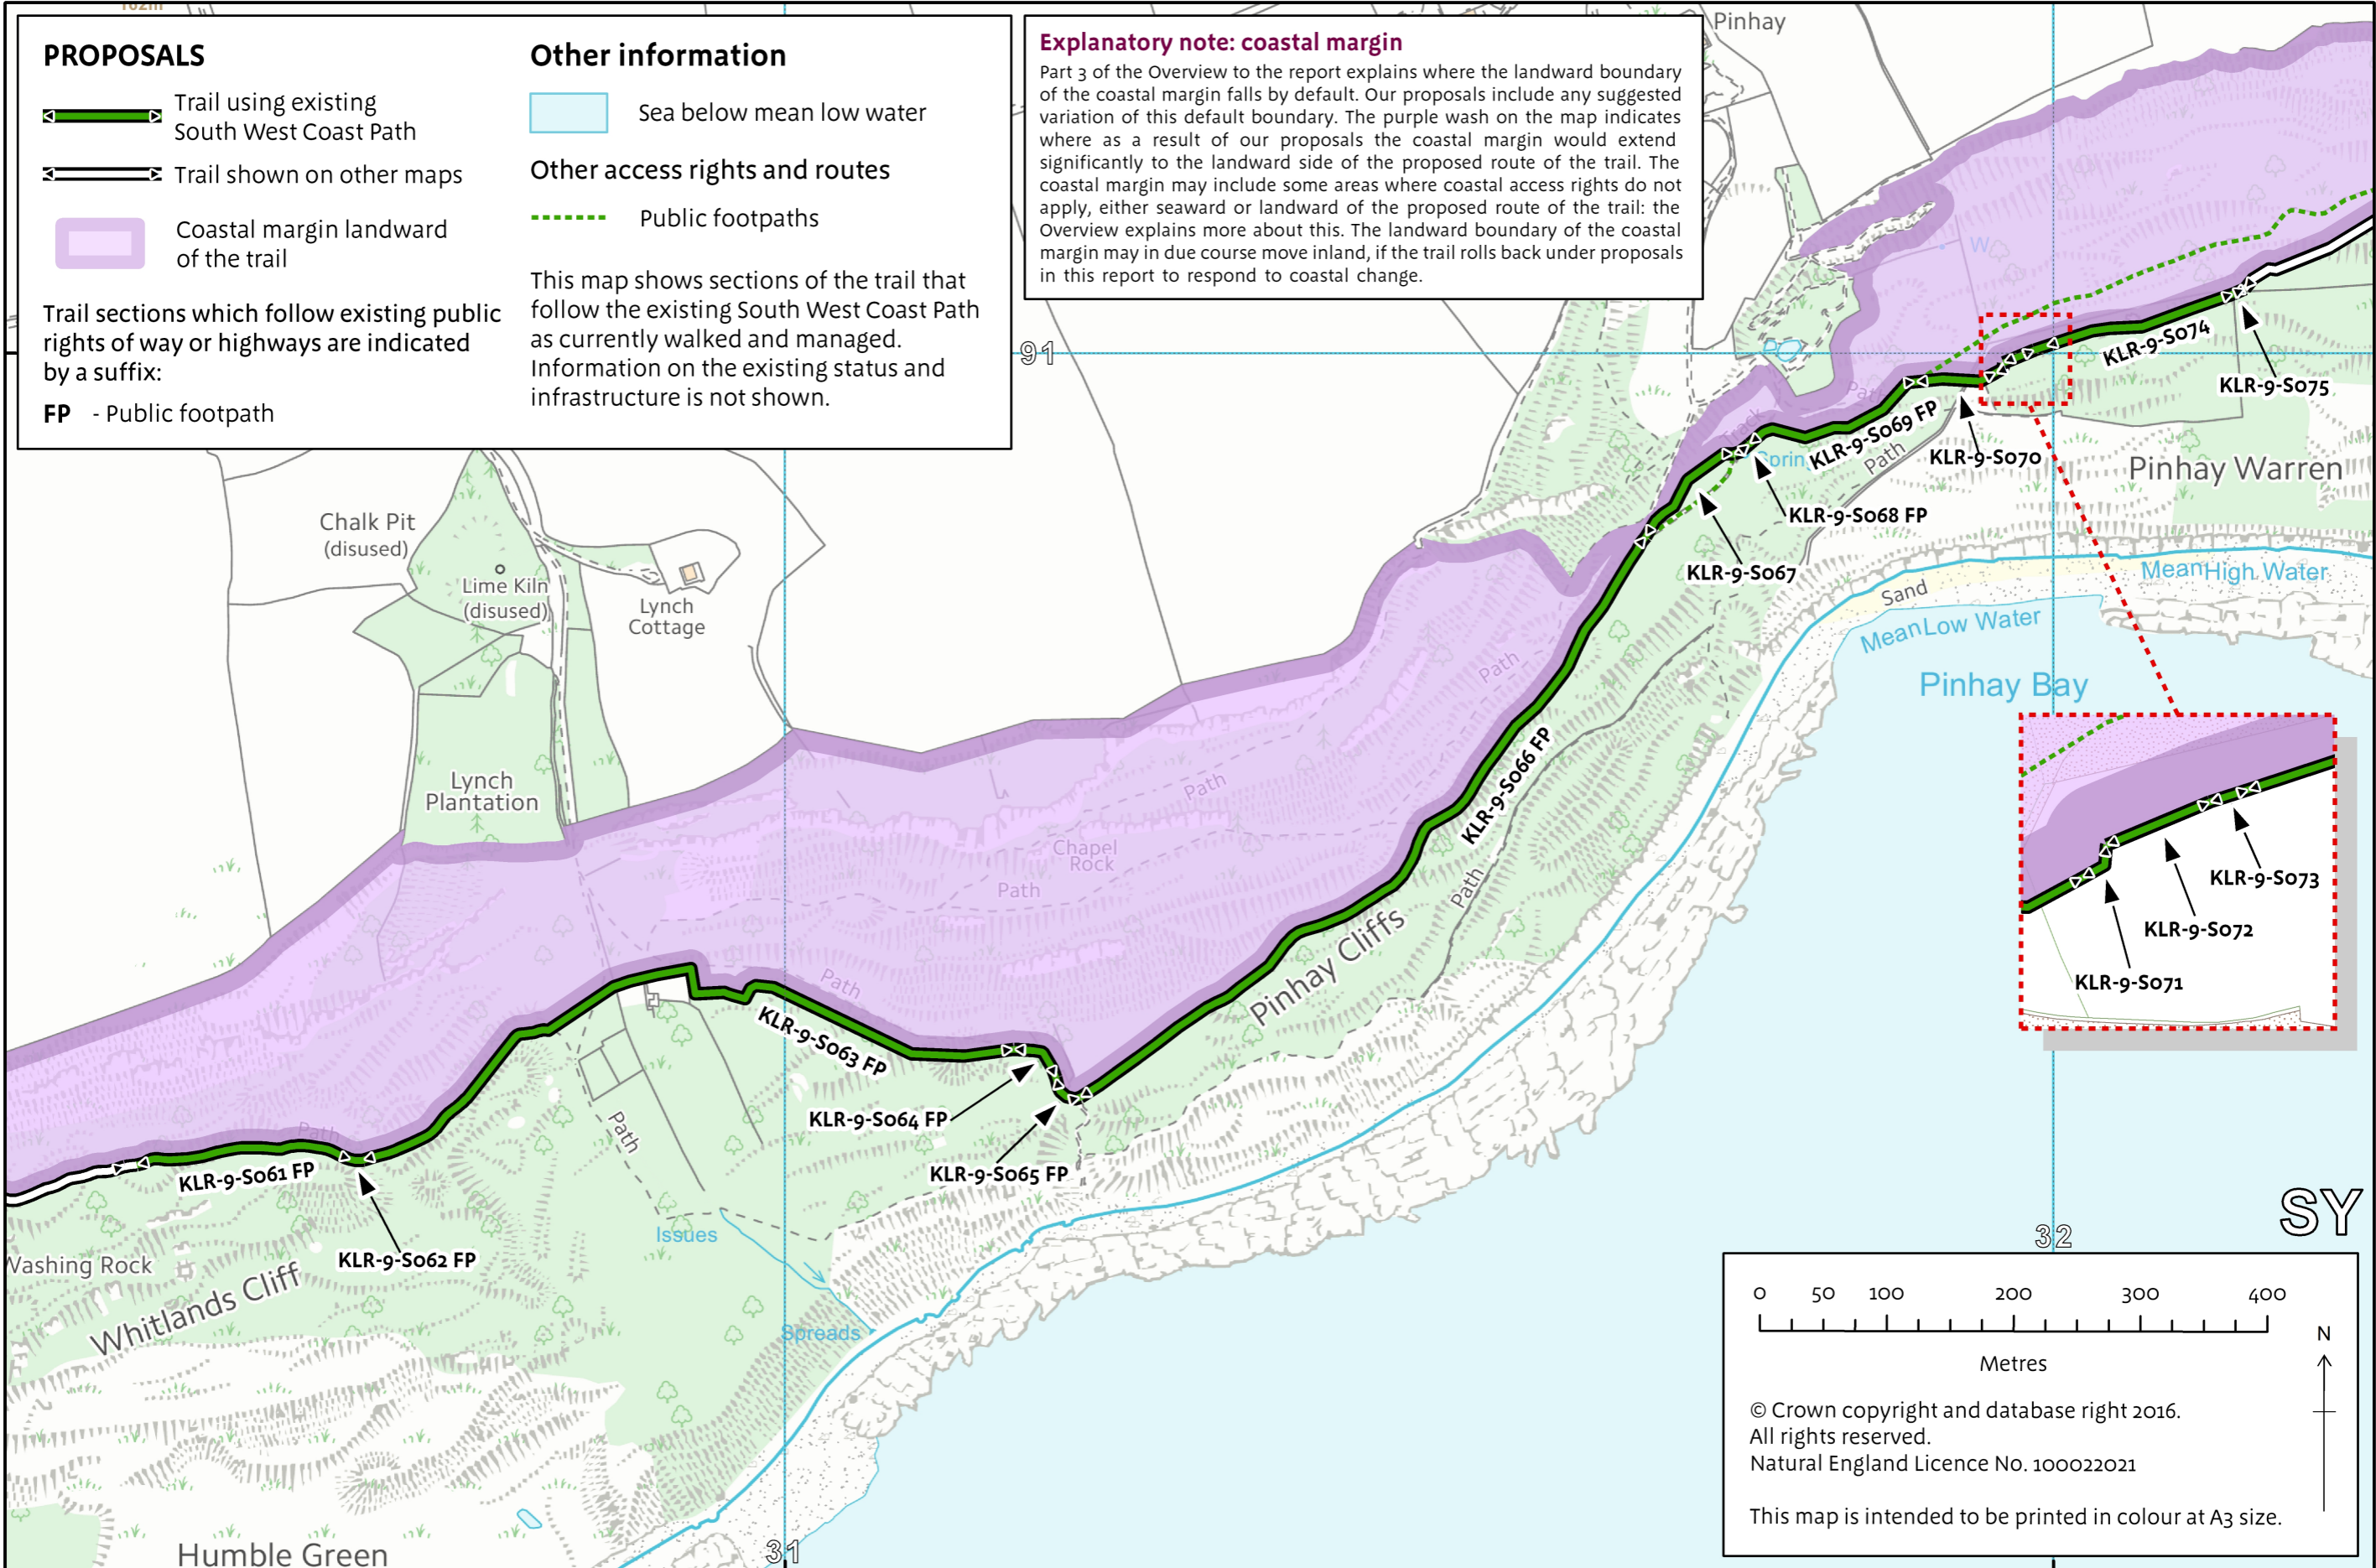 162m
PROPOSALS
Trail using existing
South West Coast Path
Trail shown on other maps
Coastal margin landward
of the trail
Trail sections which follow existing public
rights of way or highways are indicated
by a suffix:
FP - Public footpath
Other information
Sea below mean low water
Other access rights and routes
Public footpaths
This map shows sections of the trail that
follow the existing South West Coast Path
as currently walked and managed.
Information on the existing status and
infrastructure is not shown.
Explanatory note: coastal margin
Part 3 of the Overview to the report explains where the landward boundary
of the coastal margin falls by default. Our proposals include any suggested
variation of this default boundary. The purple wash on the map indicates
where as a result of our proposals the coastal margin would extend
significantly to the landward side of the proposed route of the trail. The
coastal margin may include some areas where coastal access rights do not
apply, either seaward or landward of the proposed route of the trail: the
Overview explains more about this. The landward boundary of the coastal
margin may in due course move inland, if the trail rolls back under proposals
in this report to respond to coastal change.
Pinhay
W
91
KLR-9-S074
KLR-9-S075
Path
Track
KLR-9-S069 FP
Path
KLR-9-S070
Sprin
Pinhay Warren
KLR-9-S068 FP
KLR-9-S067
Chalk Pit
(disused)
Lime Kiln
(disused)
Lynch
Cottage
Mean High Water
Sand
Mean Low Water
Pinhay Bay
Path
Lynch
Plantation
Path
KLR-9-S066 FP
Chapel
Rock
Path
Path
Pinhay Cliffs
Path
KLR-9-S063 FP
KLR-9-S073
KLR-9-S072
KLR-9-S071
KLR-9-S064 FP
Path
Path
KLR-9-S061 FP
KLR-9-S065 FP
KLR-9-S062 FP
Issues
Washing Rock
Whitlands Cliff
Spreads
Humble Green
31
32
SY
0 50 100 200 300 400
Metres
N
© Crown copyright and database right 2016.
All rights reserved.
Natural England Licence No. 100022021
This map is intended to be printed in colour at A3 size.